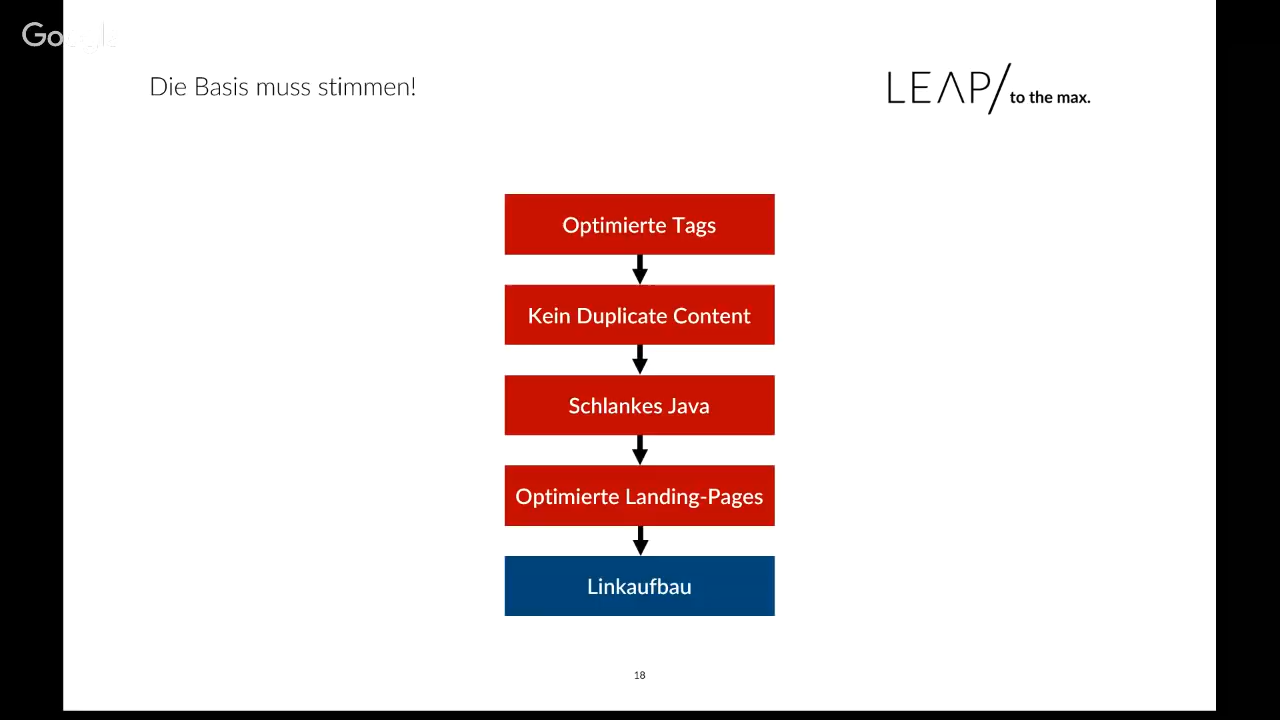 Google
Die Basis muss stimmen!
LEAP/ to the max.
Optimierte Tags
Kein Duplicate Content
Schlankes Java
Optimierte Landing-Pages
Linkaufbau
18